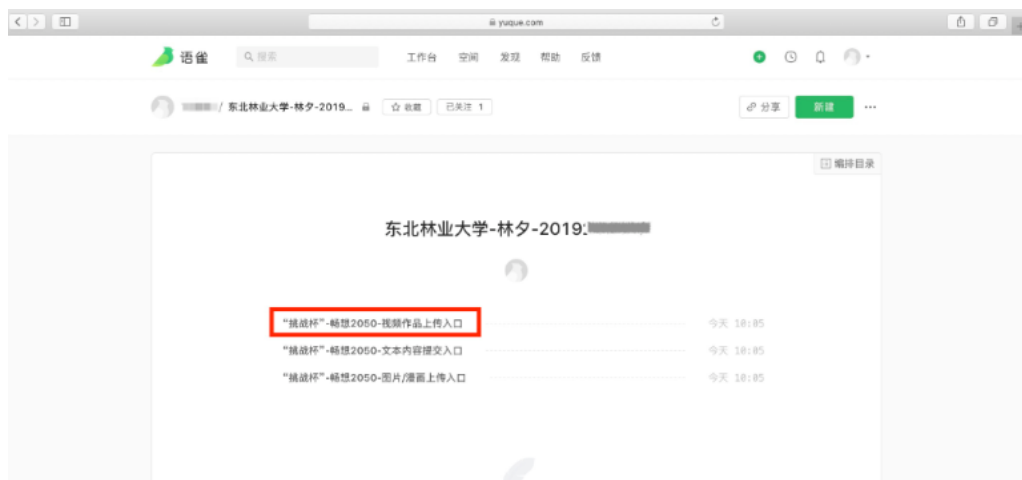 yuque.com
语雀 搜索 工作台 空间 发现 帮助 反馈
/ 东北林业大学-林夕-2019... 收藏 已关注 1 分享 新建 ...
编排目录
东北林业大学-林夕-2019
“挑战杯”-畅想2050-视频作品上传入口 今天 10:05
“挑战杯”-畅想2050-文本内容提交入口 今天 10:05
“挑战杯”-畅想2050-图片/漫画上传入口 今天 10:05